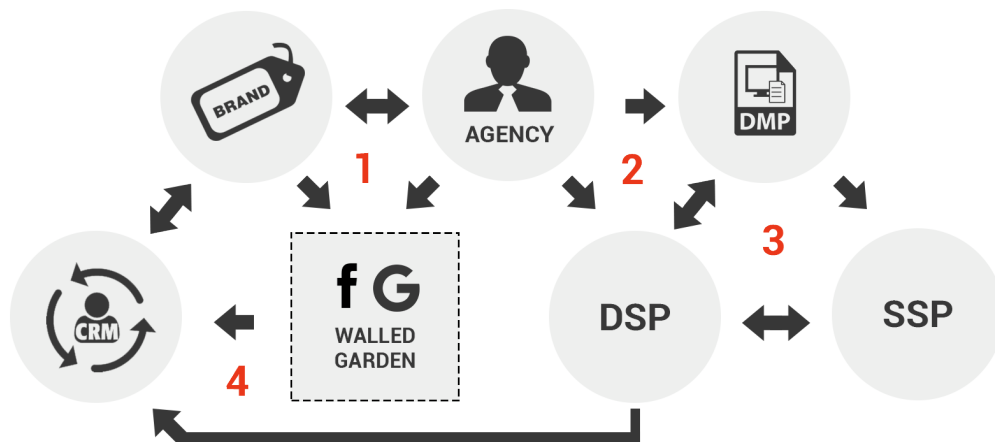 BRAND
AGENCY
DMP
1
2
3
CRM
f G
WALLED
GARDEN
DSP
SSP
4